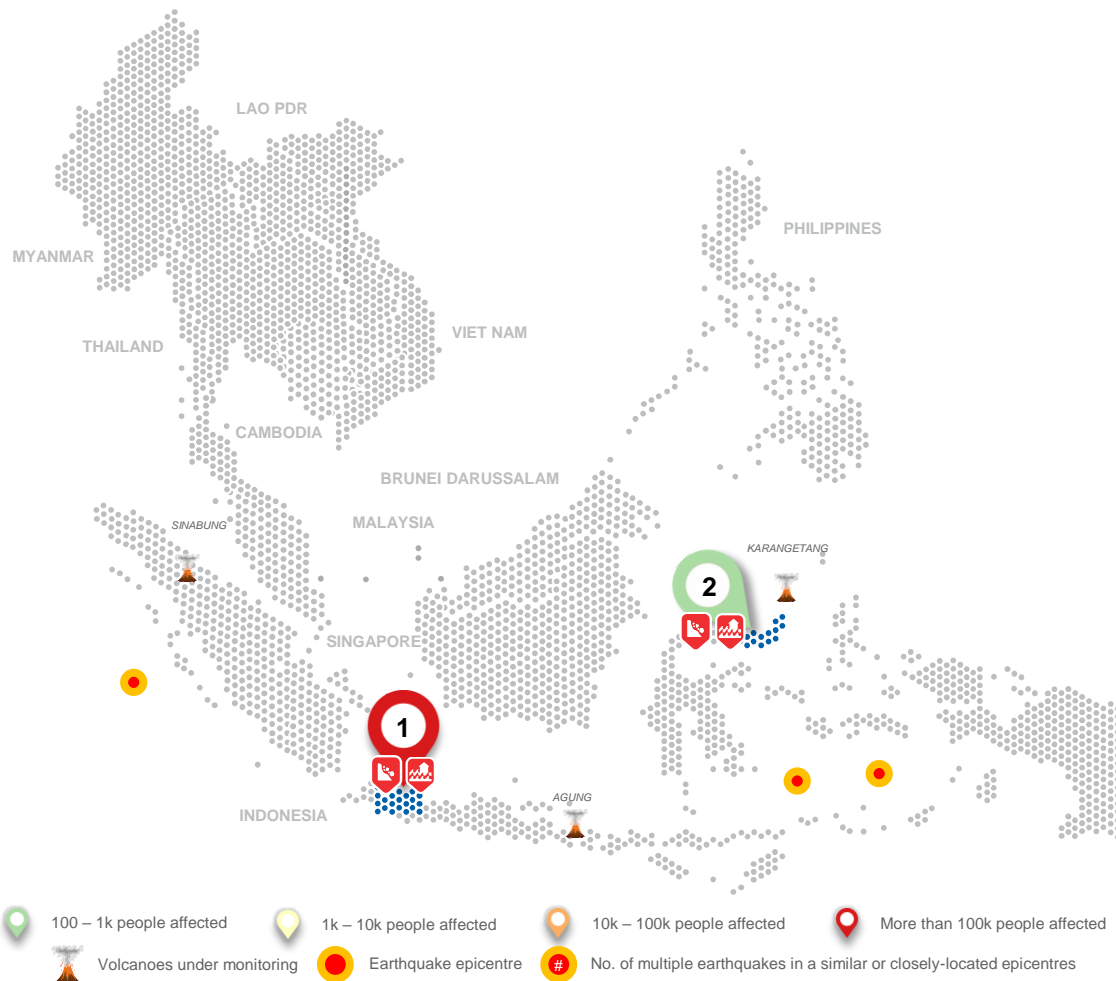 LAO PDR
PHILIPPINES
MYANMAR
VIET NAM
THAILAND
CAMBODIA
BRUNEI DARUSSALAM
MALAYSIA
SINABUNG
KARANGETANG
2
SINGAPORE
1
AGUNG
INDONESIA
100 – 1k people affected
1k – 10k people affected
10k – 100k people affected
More than 100k people affected
Volcanoes under monitoring
Earthquake epicentre
#
No. of multiple earthquakes in a similar or closely-located epicentres